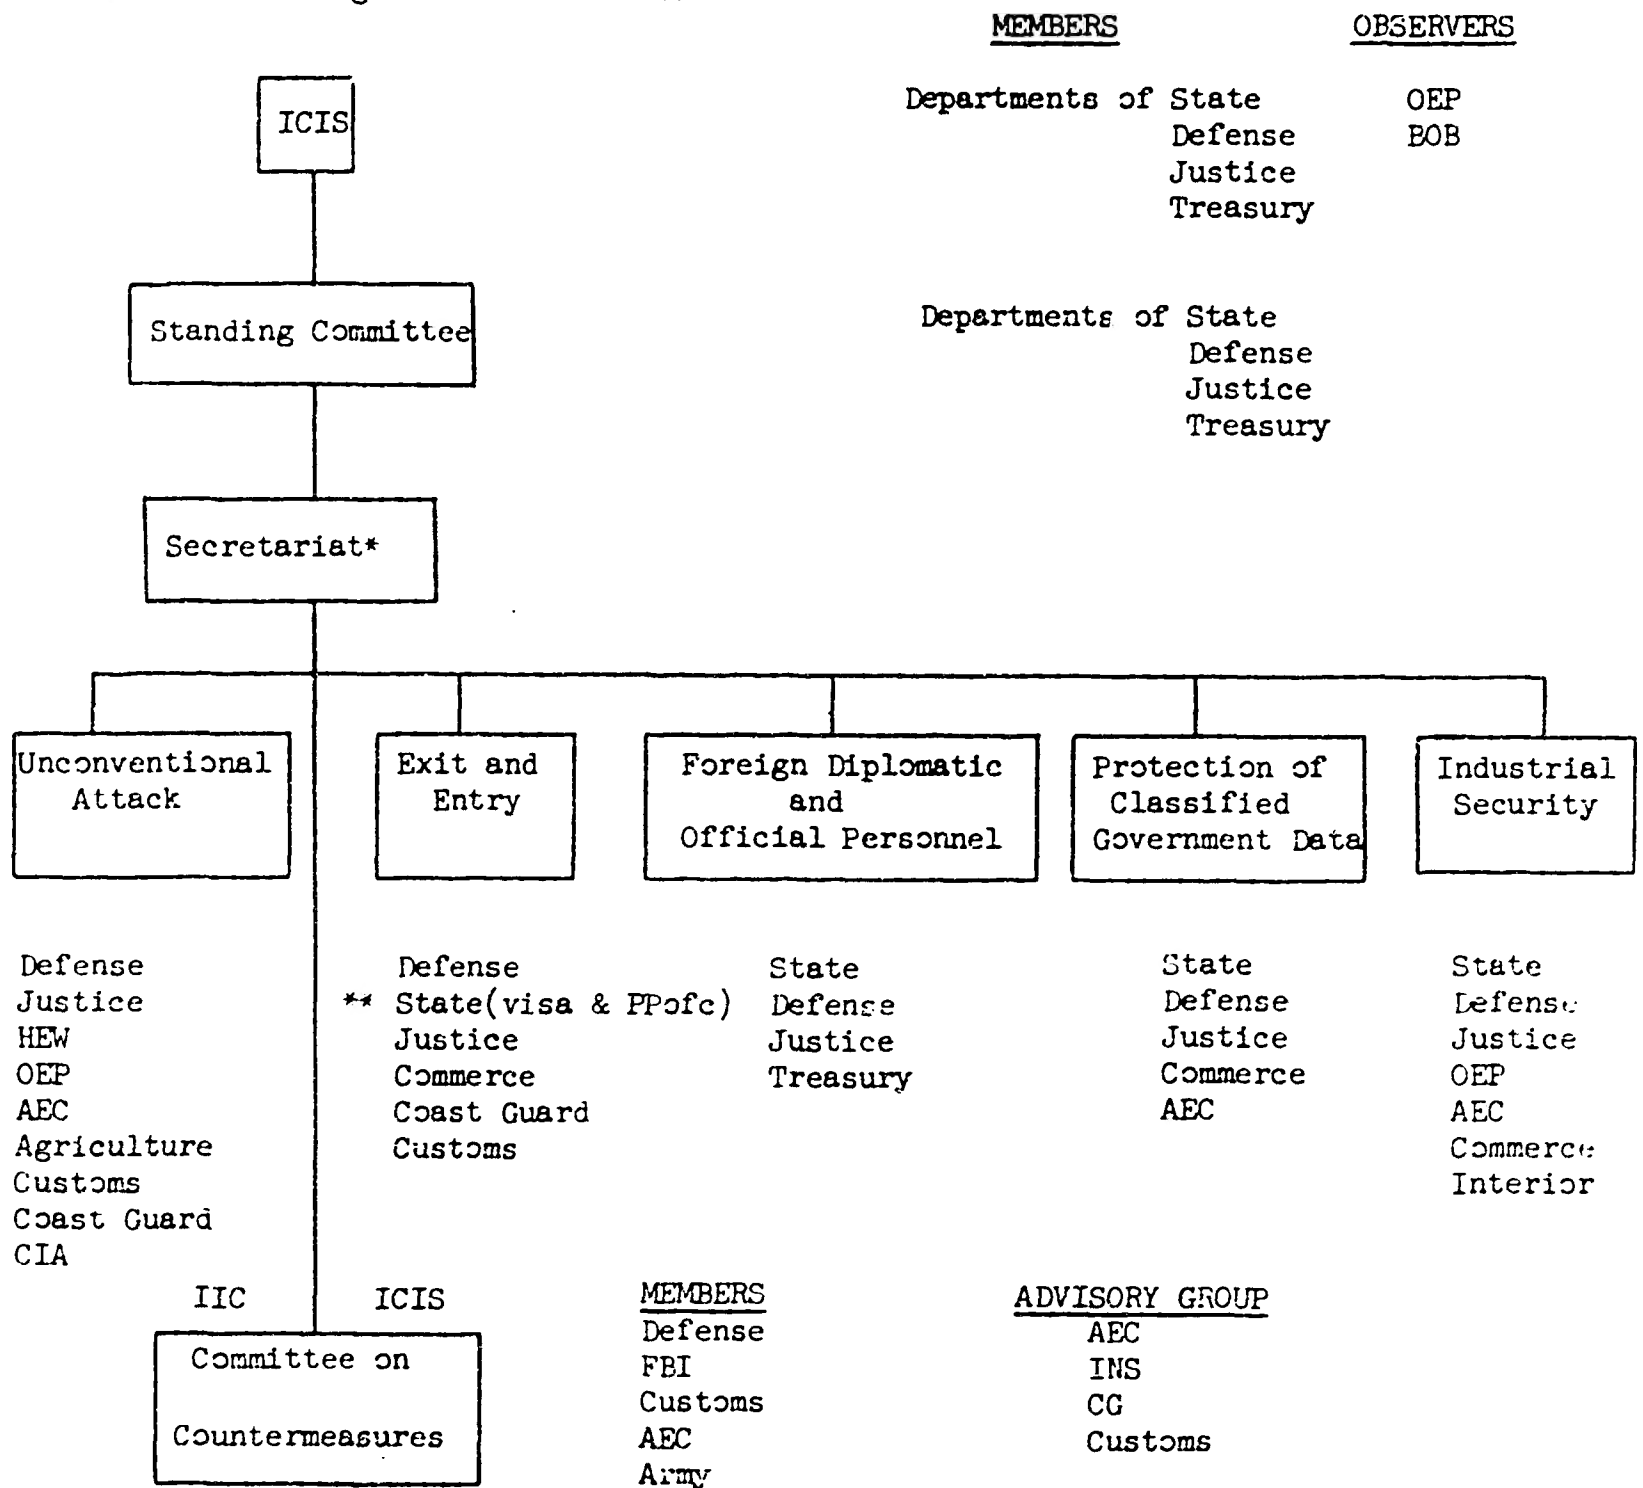 MEMBERS OBSERVERS
ICIS
Departments of State OEP
Defense BOB
Justice
Treasury
Standing Committee
Departments of State
Defense
Justice
Treasury
Secretariat*
Unconventional
Attack
Exit and
Entry
Foreign Diplomatic
and
Official Personnel
Protection of
Classified
Government Data
Industrial
Security
Defense
Justice
HEW
OEP
AEC
Agriculture
Customs
Coast Guard
CIA
Defense
** State(visa & PPofc)
Justice
Commerce
Coast Guard
Customs
State
Defense
Justice
Treasury
State
Defense
Justice
Commerce
AEC
State
Defense
Justice
OEP
AEC
Commerce
Interior
IIC ICIS
Committee on
Countermeasures
MEMBERS
Defense
FBI
Customs
AEC
Army
ADVISORY GROUP
AEC
INS
CG
Customs